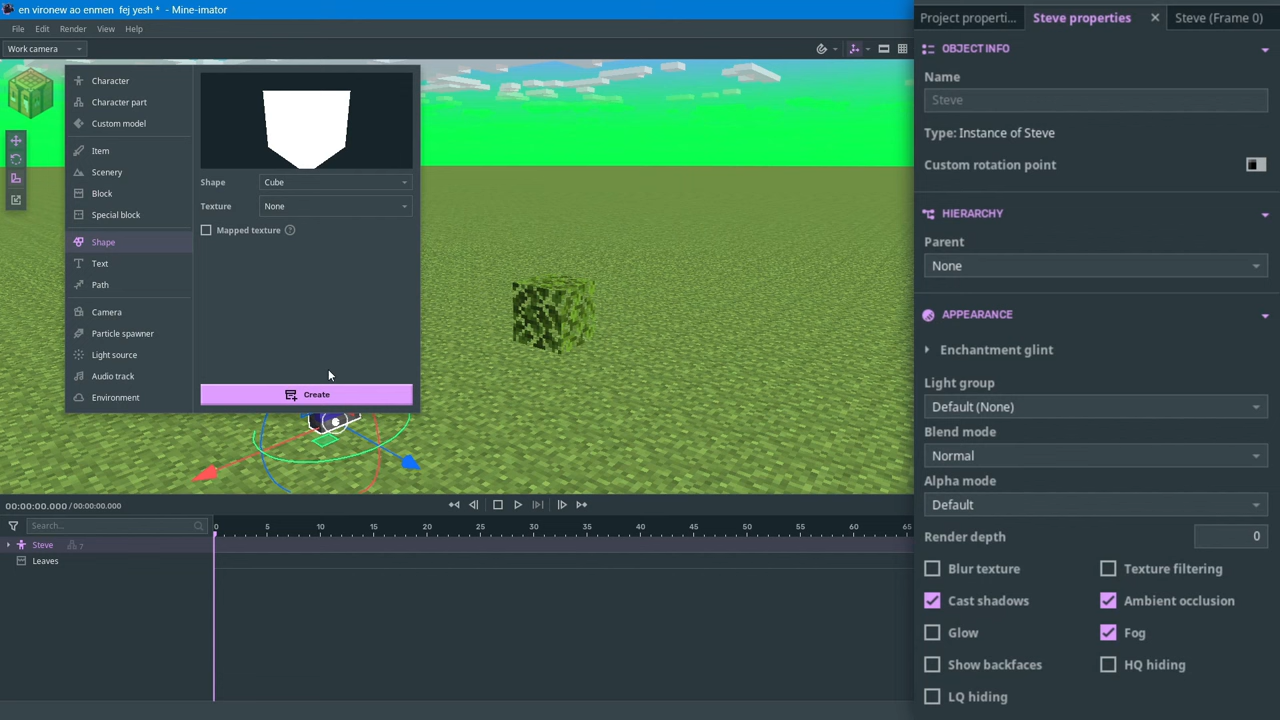 en vironew ao enmen fej yesh * - Mine-imator
File Edit Render View Help
Work camera
Character
Character part
Custom model
Item
Scenery
Block
Special block
Shape
Text
Path
Camera
Particle spawner
Light source
Audio track
Environment
Shape Cube
Texture None
Mapped texture ?
Create
00:00:00.000 / 00:00:00.000
Search...
0 5 10 15 20 25 30 35 40 45 50 55 60 65
Steve 7
Leaves
Project properti... Steve properties Steve (Frame 0)
OBJECT INFO
Name
Steve
Type: Instance of Steve
Custom rotation point
HIERARCHY
Parent
None
APPEARANCE
Enchantment glint
Light group
Default (None)
Blend mode
Normal
Alpha mode
Default
Render depth 0
Blur texture Texture filtering
Cast shadows Ambient occlusion
Glow Fog
Show backfaces HQ hiding
LQ hiding